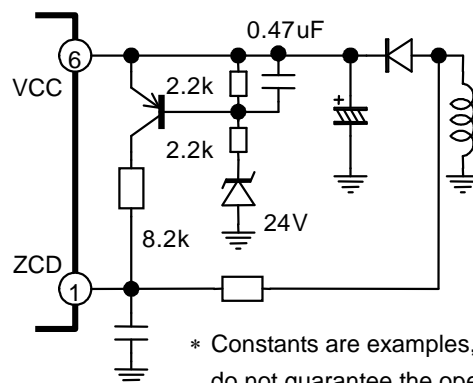 0.47uF
6
VCC
2.2k
2.2k
+
24V
8.2k
ZCD
1
* Constants are examples,
do not guarantee the ope